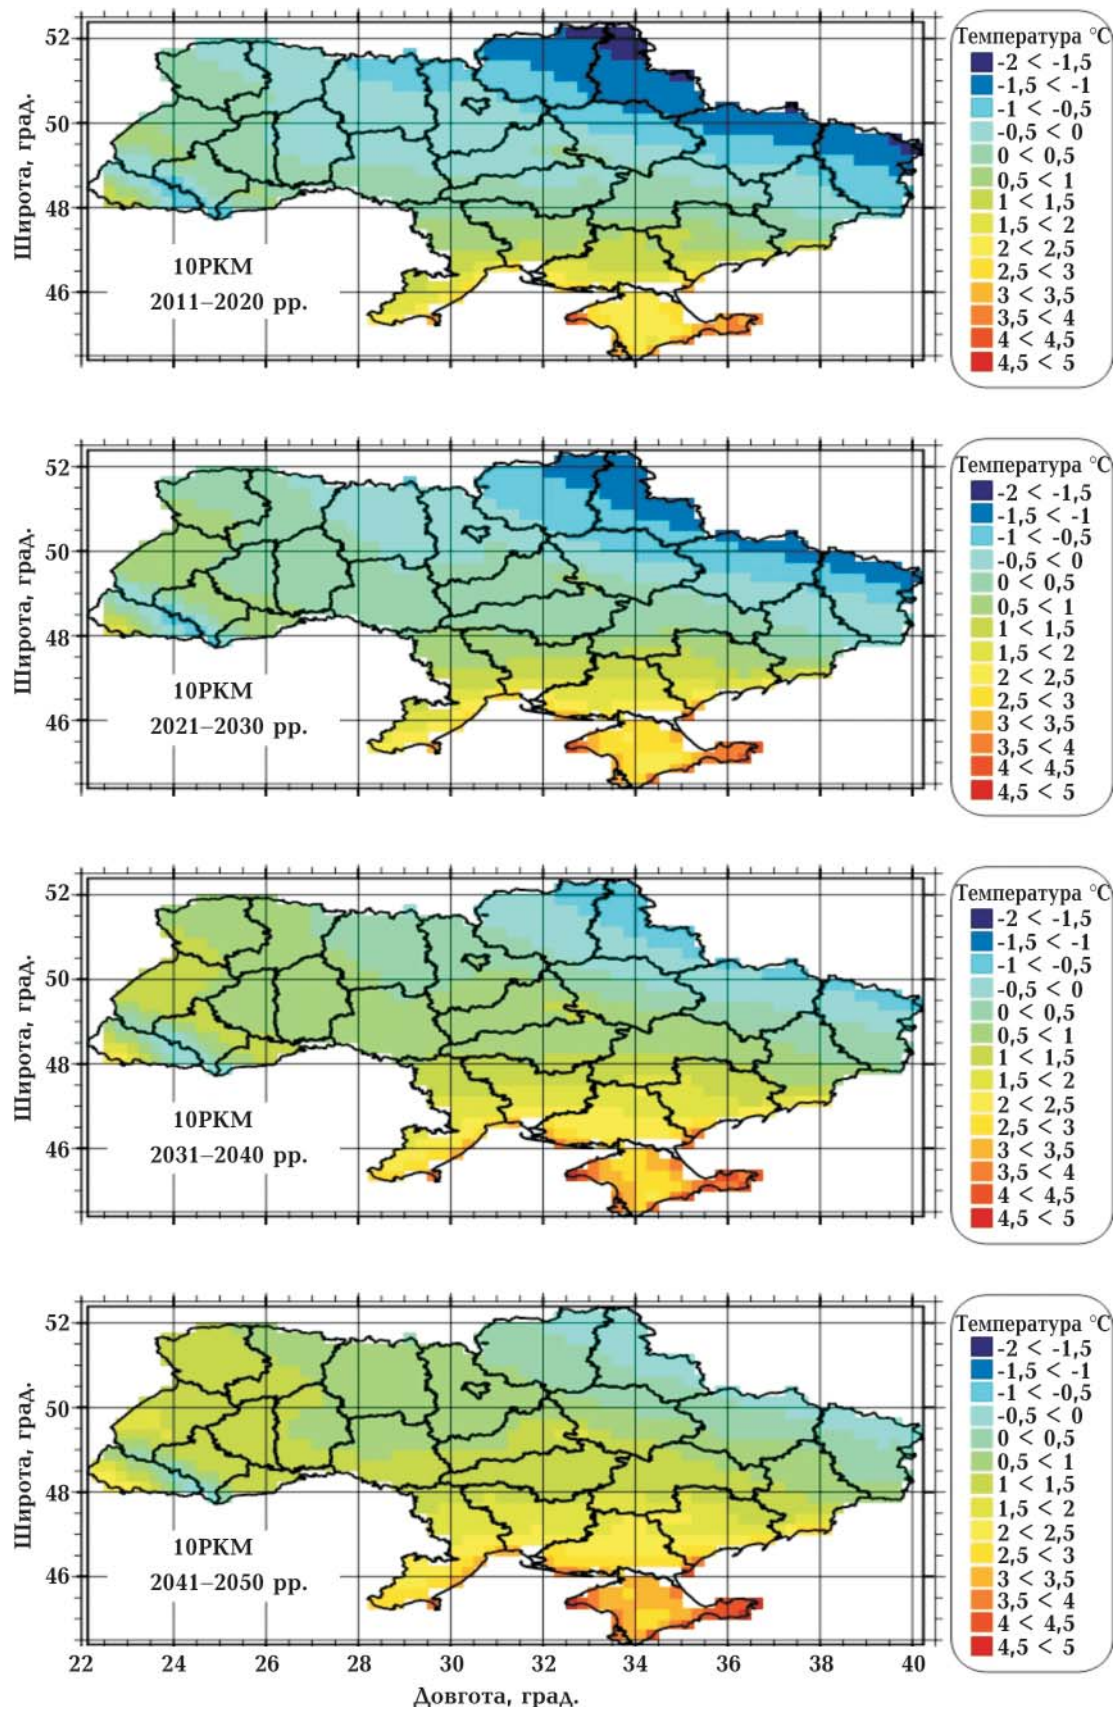 52
50
48
46
Широта, град.
10РКМ
2011–2020 рр.
Температура °C
-2 < -1,5
-1,5 < -1
-1 < -0,5
-0,5 < 0
0 < 0,5
0,5 < 1
1 < 1,5
1,5 < 2
2 < 2,5
2,5 < 3
3 < 3,5
3,5 < 4
4 < 4,5
4,5 < 5
52
50
48
46
Широта, град.
10РКМ
2021–2030 рр.
Температура °C
-2 < -1,5
-1,5 < -1
-1 < -0,5
-0,5 < 0
0 < 0,5
0,5 < 1
1 < 1,5
1,5 < 2
2 < 2,5
2,5 < 3
3 < 3,5
3,5 < 4
4 < 4,5
4,5 < 5
52
50
48
46
Широта, град.
10РКМ
2031–2040 рр.
Температура °C
-2 < -1,5
-1,5 < -1
-1 < -0,5
-0,5 < 0
0 < 0,5
0,5 < 1
1 < 1,5
1,5 < 2
2 < 2,5
2,5 < 3
3 < 3,5
3,5 < 4
4 < 4,5
4,5 < 5
52
50
48
46
Широта, град.
10РКМ
2041–2050 рр.
Температура °C
-2 < -1,5
-1,5 < -1
-1 < -0,5
-0,5 < 0
0 < 0,5
0,5 < 1
1 < 1,5
1,5 < 2
2 < 2,5
2,5 < 3
3 < 3,5
3,5 < 4
4 < 4,5
4,5 < 5
22 24 26 28 30 32 34 36 38 40
Довгота, град.